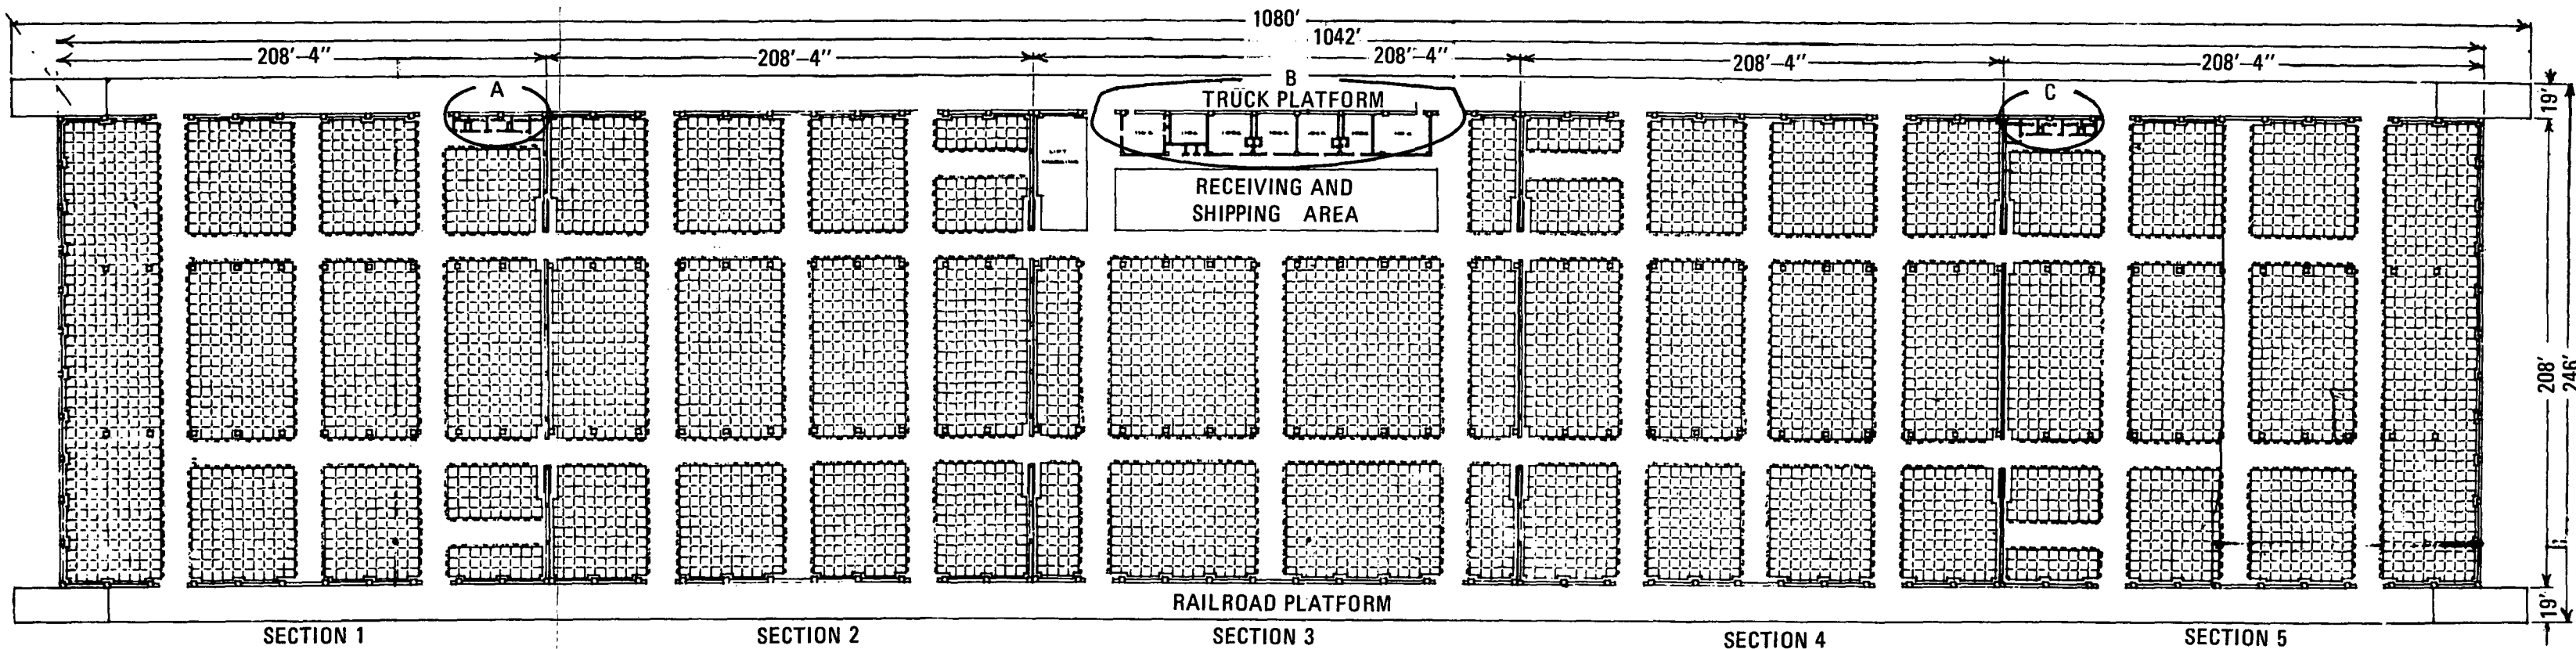 1080'
1042'
208'-4" 208'-4" 208'-4" 208'-4" 208'-4"
A B C
TRUCK PLATFORM
19'
LIFT
RECEIVING AND
SHIPPING AREA
208'
246'
19'
RAILROAD PLATFORM
SECTION 1 SECTION 2 SECTION 3 SECTION 4 SECTION 5